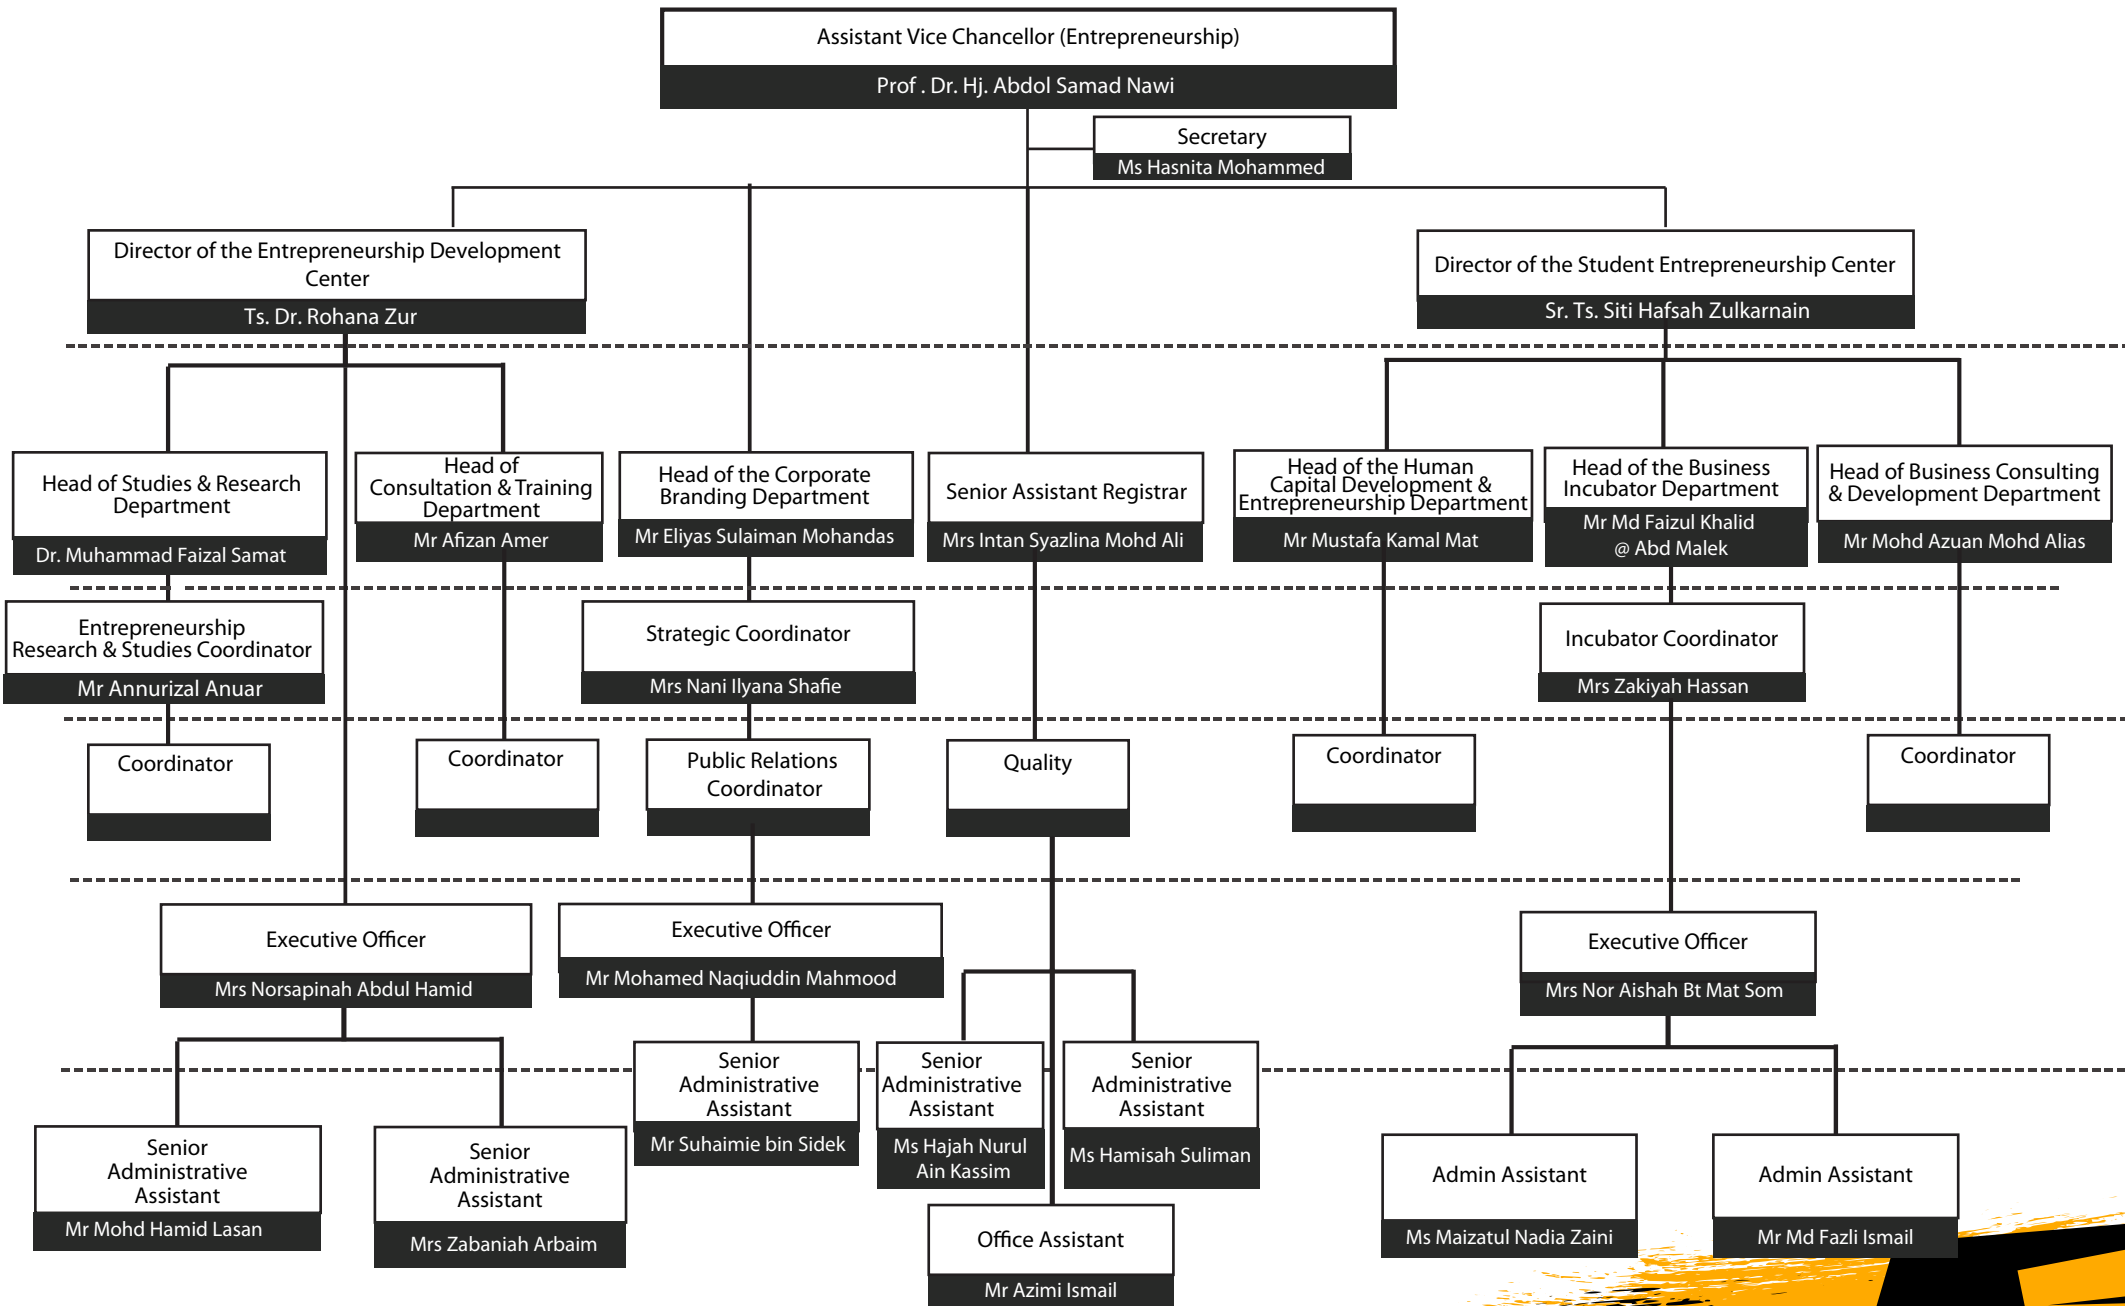 Assistant Vice Chancellor (Entrepreneurship)
Prof . Dr. Hj. Abdol Samad Nawi
Secretary
Ms Hasnita Mohammed
Director of the Entrepreneurship Development
Center
Ts. Dr. Rohana Zur
Director of the Student Entrepreneurship Center
Sr. Ts. Siti Hafsah Zulkarnain
Head of Studies & Research
Department
Dr. Muhammad Faizal Samat
Head of
Consultation & Training
Department
Mr Afizan Amer
Head of the Corporate
Branding Department
Mr Eliyas Sulaiman Mohandas
Senior Assistant Registrar
Mrs Intan Syazlina Mohd Ali
Head of the Human
Capital Development &
Entrepreneurship Department
Mr Mustafa Kamal Mat
Head of the Business
Incubator Department
Mr Md Faizul Khalid
@ Abd Malek
Head of Business Consulting
& Development Department
Mr Mohd Azuan Mohd Alias
Entrepreneurship
Research & Studies Coordinator
Mr Annurizal Anuar
Strategic Coordinator
Mrs Nani Ilyana Shafie
Incubator Coordinator
Mrs Zakiyah Hassan
Coordinator
Coordinator
Public Relations
Coordinator
Quality
Coordinator
Coordinator
Executive Officer
Mrs Norsapinah Abdul Hamid
Executive Officer
Mr Mohamed Naqiuddin Mahmood
Executive Officer
Mrs Nor Aishah Bt Mat Som
Senior
Administrative
Assistant
Mr Suhaimie bin Sidek
Senior
Administrative
Assistant
Ms Hajah Nurul
Ain Kassim
Senior
Administrative
Assistant
Ms Hamisah Suliman
Senior
Administrative
Assistant
Mr Mohd Hamid Lasan
Senior
Administrative
Assistant
Mrs Zabaniah Arbaim
Admin Assistant
Ms Maizatul Nadia Zaini
Admin Assistant
Mr Md Fazli Ismail
Office Assistant
Mr Azimi Ismail